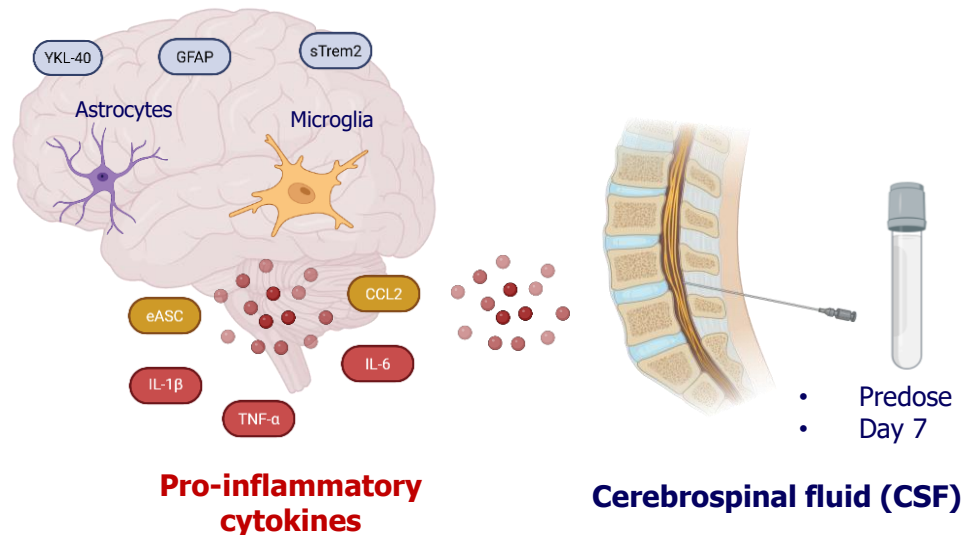 YKL-40
GFAP
sTrem2
Astrocytes
Microglia
eASC
CCL2
IL-1β
IL-6
TNF-α
• Predose
• Day 7
Pro-inflammatory
cytokines
Cerebrospinal fluid (CSF)